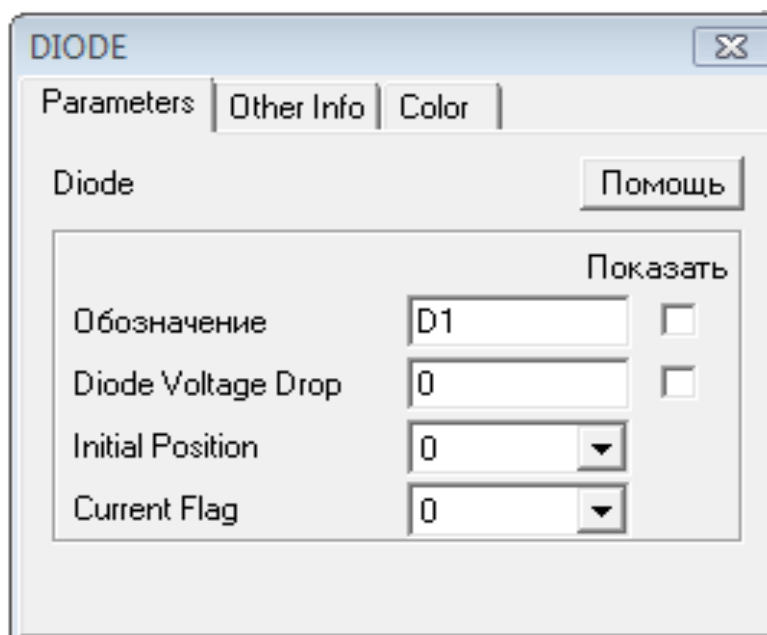 DIODE
Parameters Other Info Color
Diode Помощь
Показать
Обозначение D1
Diode Voltage Drop 0
Initial Position 0
Current Flag 0